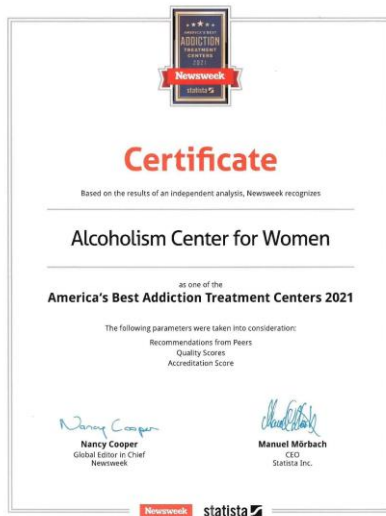 AMERICA'S BEST
ADDICTION
TREATMENT
CENTERS
2021
Newsweek
statista
Certificate
Based on the results of an independent analysis, Newsweek recognizes
Alcoholism Center for Women
as one of the
America's Best Addiction Treatment Centers 2021
The following parameters were taken into consideration:
Recommendations from Peers
Quality Scores
Accreditation Score
Nancy Cooper
Nancy Cooper
Global Editor in Chief
Newsweek
Manuel Mörbach
CEO
Statista Inc.
Newsweek statista